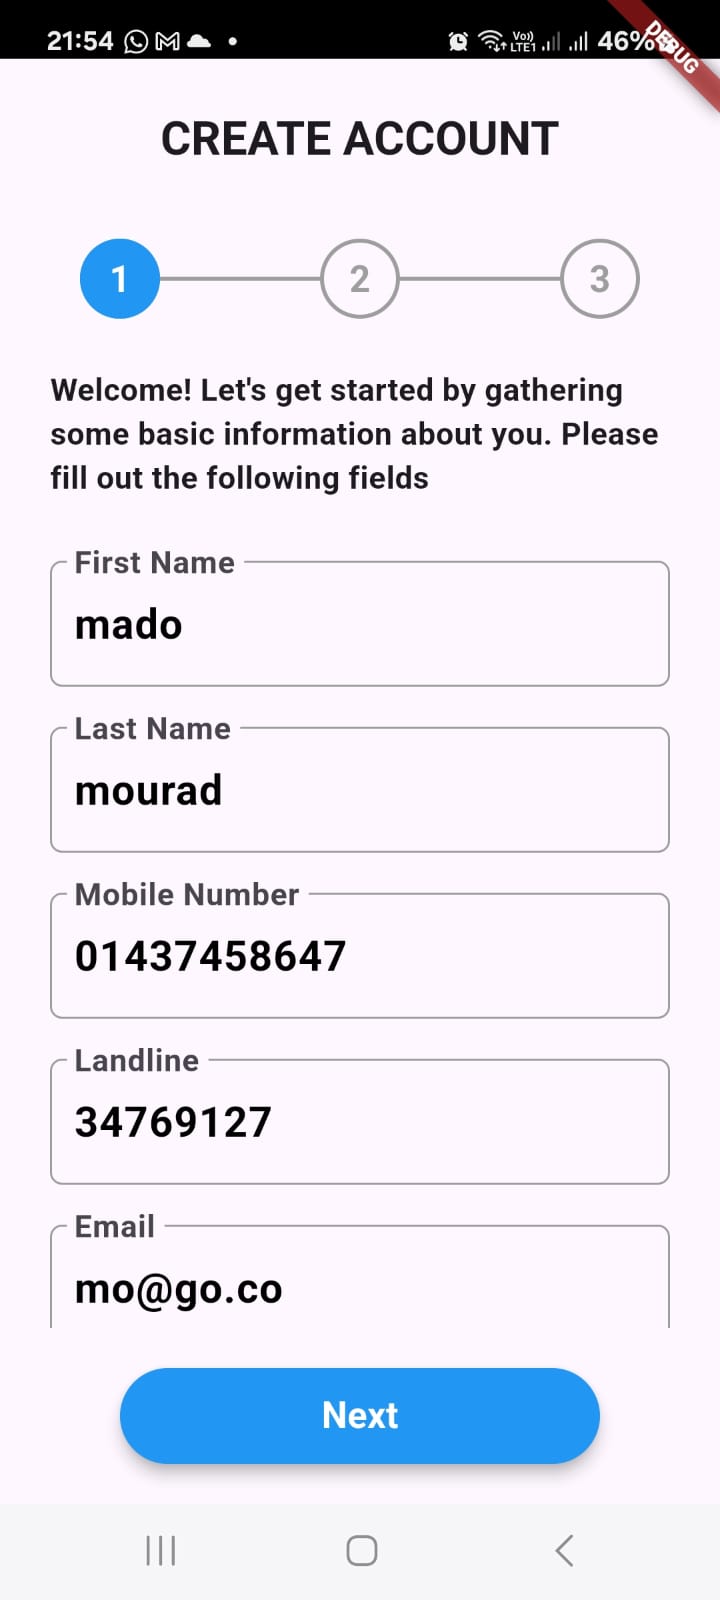 21:54
Vo)) LTE1 46%
DEBUG
CREATE ACCOUNT
1 2 3
Welcome! Let's get started by gathering
some basic information about you. Please
fill out the following fields
First Name
mado
Last Name
mourad
Mobile Number
01437458647
Landline
34769127
Email
mo@go.co
Next